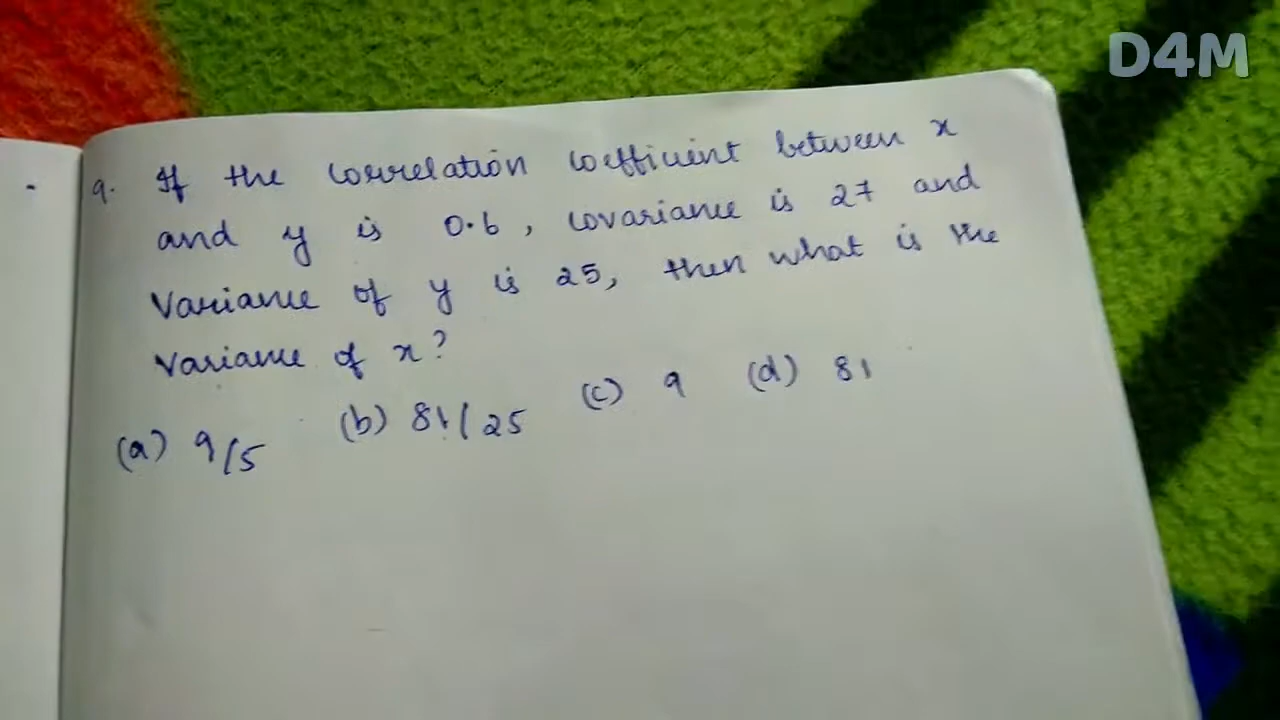 D4M
9. If the correlation coefficient between x
and y is 0.6, covariance is 27 and
Variance of y is 25, then what is the
Variance of x?
(a) 9/5 (b) 81/25 (c) 9 (d) 81